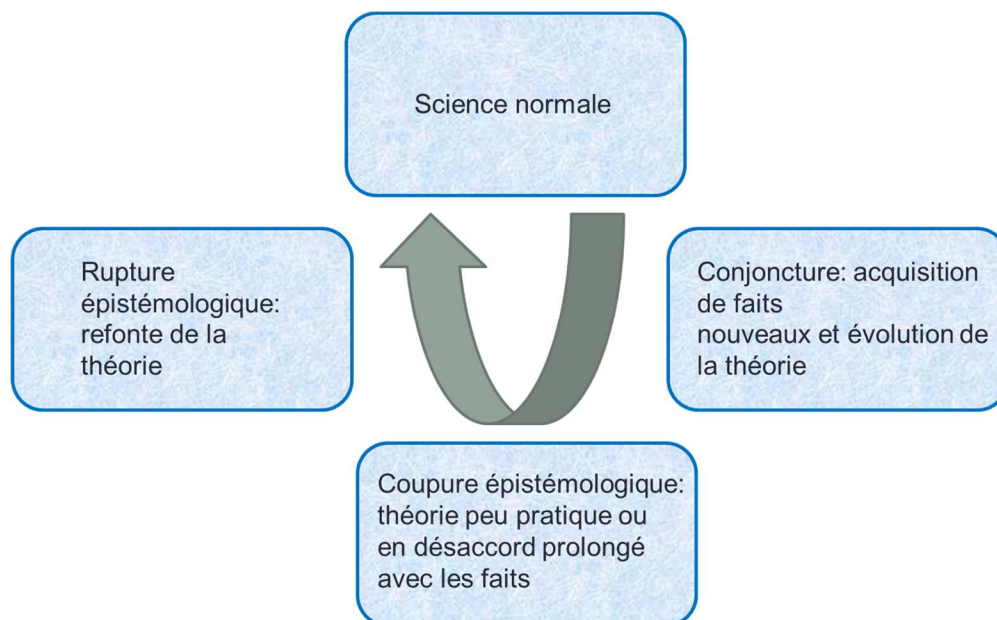 Science normale
Rupture
épistémologique:
refonte de la
théorie
Conjoncture: acquisition
de faits
nouveaux et évolution de
la théorie
Coupure épistémologique:
théorie peu pratique ou
en désaccord prolongé
avec les faits